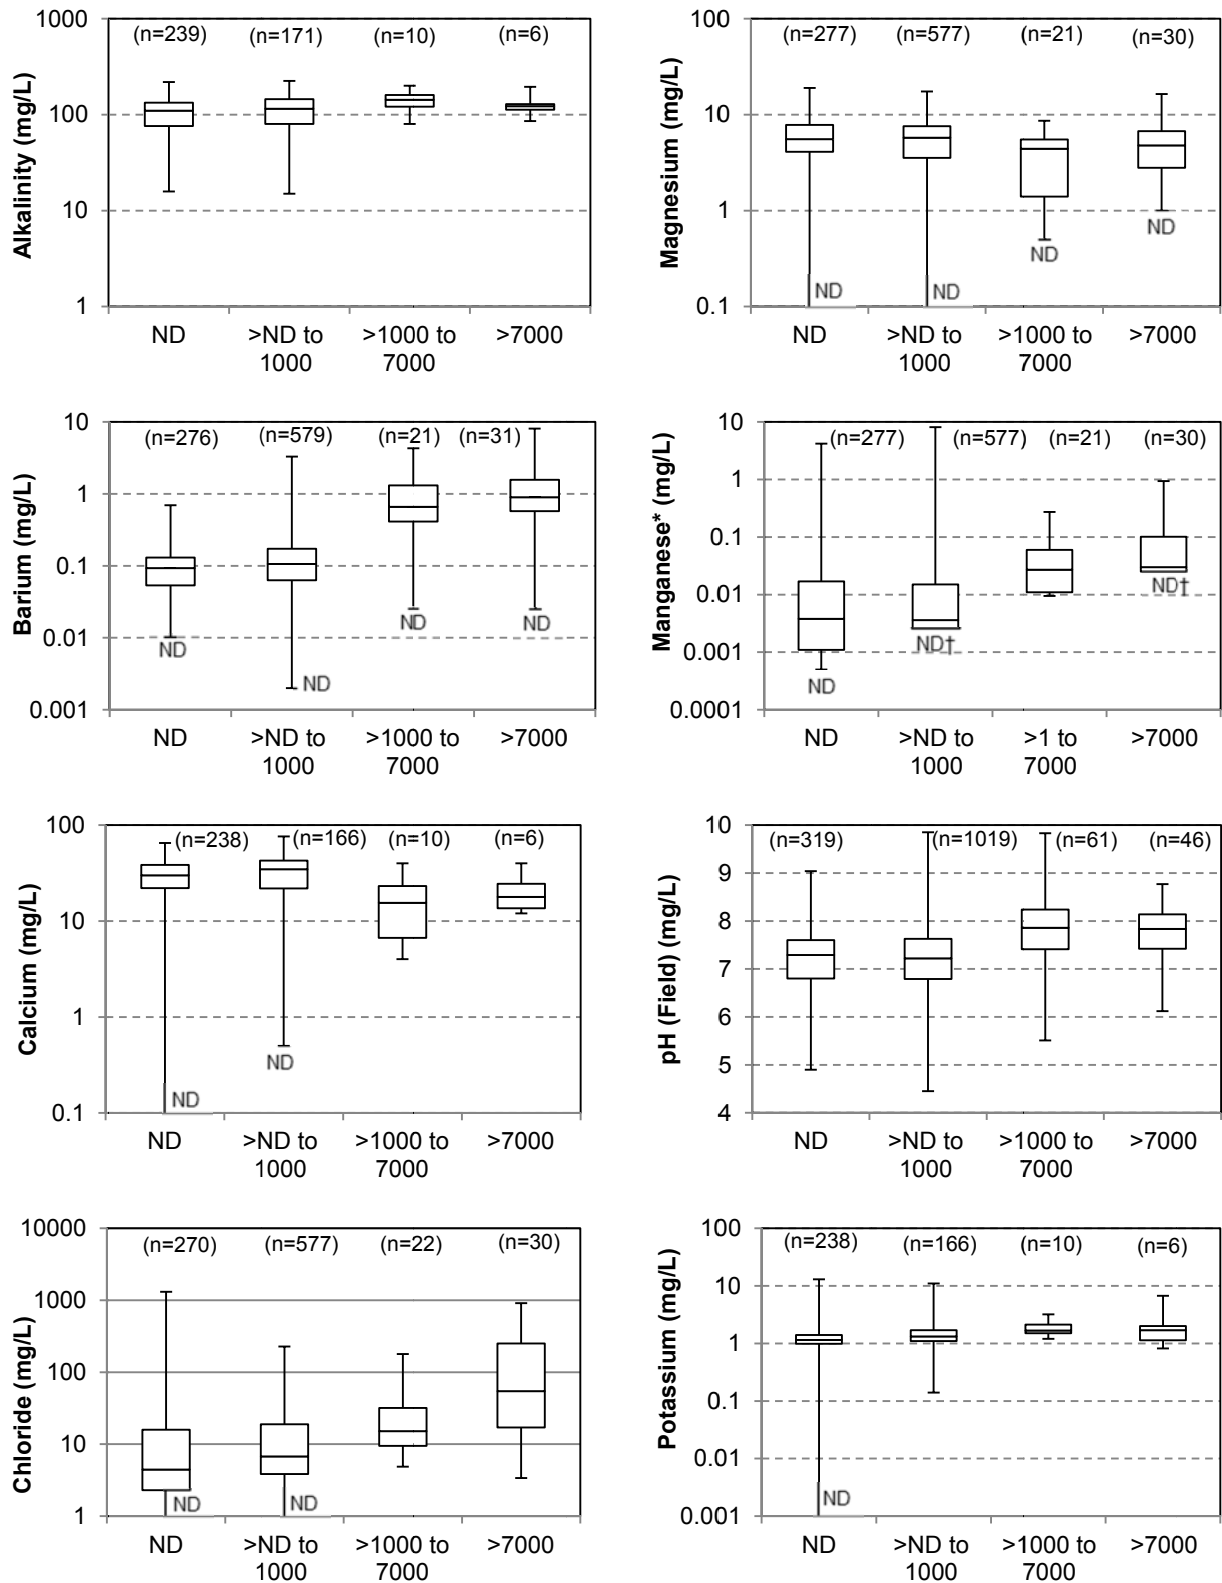 Alkalinity (mg/L)
1000
100
10
1
(n=239) (n=171) (n=10) (n=6)
ND >ND to 1000 >1000 to 7000 >7000
Magnesium (mg/L)
100
10
1
0.1
(n=277) (n=577) (n=21) (n=30)
ND
ND
ND
ND
ND >ND to 1000 >1000 to 7000 >7000
Barium (mg/L)
10
1
0.1
0.01
0.001
(n=276) (n=579) (n=21) (n=31)
ND
ND
ND
ND
ND >ND to 1000 >1000 to 7000 >7000
Manganese* (mg/L)
10
1
0.1
0.01
0.001
0.0001
(n=277) (n=577) (n=21) (n=30)
ND
ND†
ND†
ND >ND to 1000 >1 to 7000 >7000
Calcium (mg/L)
100
10
1
0.1
(n=238) (n=166) (n=10) (n=6)
ND
ND
ND >ND to 1000 >1000 to 7000 >7000
pH (Field) (mg/L)
10
9
8
7
6
5
4
(n=319) (n=1019) (n=61) (n=46)
ND >ND to 1000 >1000 to 7000 >7000
Chloride (mg/L)
10000
1000
100
10
1
(n=270) (n=577) (n=22) (n=30)
ND
ND
ND >ND to 1000 >1000 to 7000 >7000
Potassium (mg/L)
100
10
1
0.1
0.01
0.001
(n=238) (n=166) (n=10) (n=6)
ND
ND >ND to 1000 >1000 to 7000 >7000